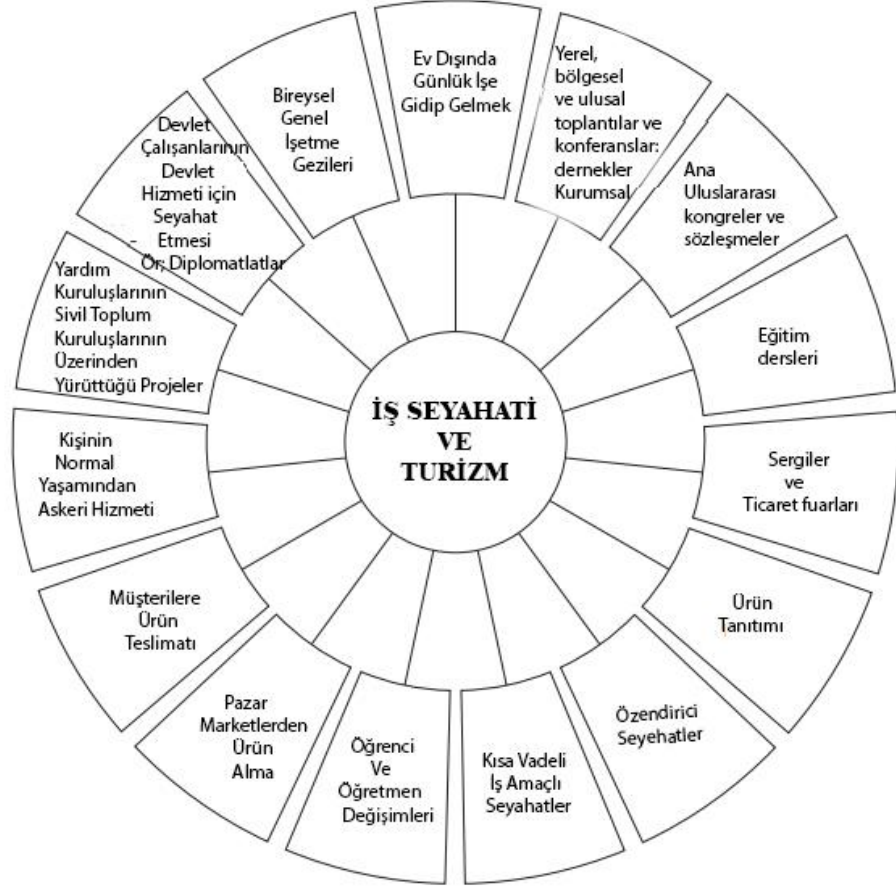 Ev Dışında
Günlük İşe
Gidip Gelmek
Yerel,
bölgesel
ve ulusal
toplantılar ve
konferanslar:
dernekler
Kurumsal
Ana
Uluslararası
kongreler ve
sözleşmeler
Eğitim
dersleri
Sergiler
ve
Ticaret fuarları
Ürün
Tanıtımı
Özendirici
Seyehatler
Kısa Vadeli
İş Amaçlı
Seyahatler
Öğrenci
Ve
Öğretmen
Değişimleri
Pazar
Marketlerden
Ürün
Alma
Müşterilere
Ürün
Teslimatı
Kişinin
Normal
Yaşamından
Askeri Hizmeti
Yardım
Kuruluşlarının
Sivil Toplum
Kuruluşlarının
Üzerinden
Yürüttüğü Projeler
Devlet
Çalışanlarının
Devlet
Hizmeti için
Seyahat
- Etmesi
Ör; Diplomatlatlar
Bireysel
Genel
İşetme
Gezileri
İŞ SEYAHATİ
VE
TURİZM